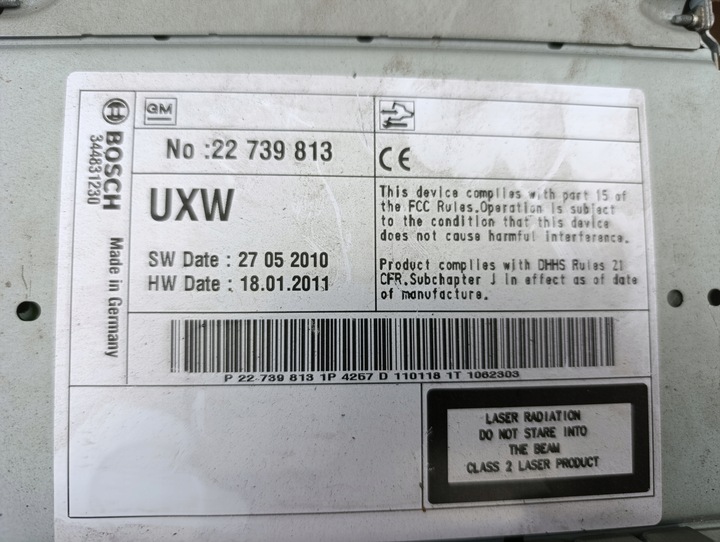 BOSCH
344831230
Made in Germany
GM
No :22 739 813
UXW
SW Date : 27 05 2010
HW Date : 18.01.2011
CE
This device complies with part 15 of
the FCC Rules.Operation is subject
to the condition that this device
does not cause harmful interference.
Product complies with DHHS Rules 21
CFR.Subchapter J in effect as of date
of manufacture.
P 22 739 813 1P 4267 D 110118 1T 1062303
LASER RADIATION
DO NOT STARE INTO
THE BEAM
CLASS 2 LASER PRODUCT